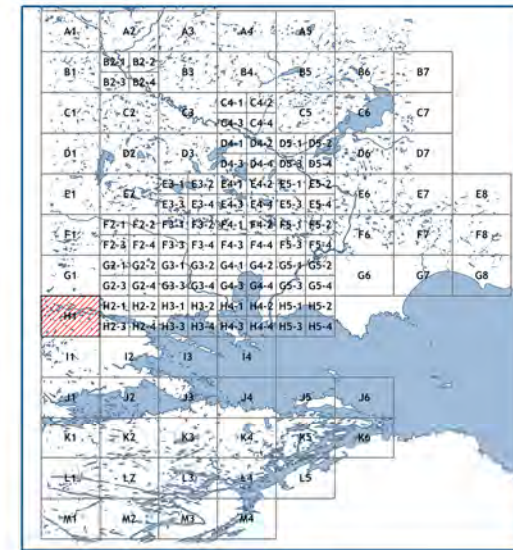 A1 A2 A3 A4 A5
B2-1 B2-2
B1 B3 B4 B5 B6 B7
B2-3 B2-4
C4-1 C4-2
C1 C2 C3 C5 C6 C7
C4-3 C4-4
D4-1 D4-2 D5-1 D5-2
D1 D2 D3 D6 D7
D4-3 D4-4 D5-3 D5-4
E3-1 E3-2 E4-1 E4-2 E5-1 E5-2
E1 E2 E6 E7 E8
E3-3 E3-4 E4-3 E4-4 E5-3 E5-4
F2-1 F2-2 F3-1 F3-2 F4-1 F4-2 F5-1 F5-2
F1 F6 F7 F8
F2-3 F2-4 F3-3 F3-4 F4-3 F4-4 F5-3 F5-4
G2-1 G2-2 G3-1 G3-2 G4-1 G4-2 G5-1 G5-2
G1 G6 G7 G8
G2-3 G2-4 G3-3 G3-4 G4-3 G4-4 G5-3 G5-4
H2-1 H2-2 H3-1 H3-2 H4-1 H4-2 H5-1 H5-2
H1
H2-3 H2-4 H3-3 H3-4 H4-3 H4-4 H5-3 H5-4
I1 I2 I3 I4
J1 J2 J3 J4 J5 J6
K1 K2 K3 K4 K5 K6
L1 L2 L3 L4 L5
M1 M2 M3 M4